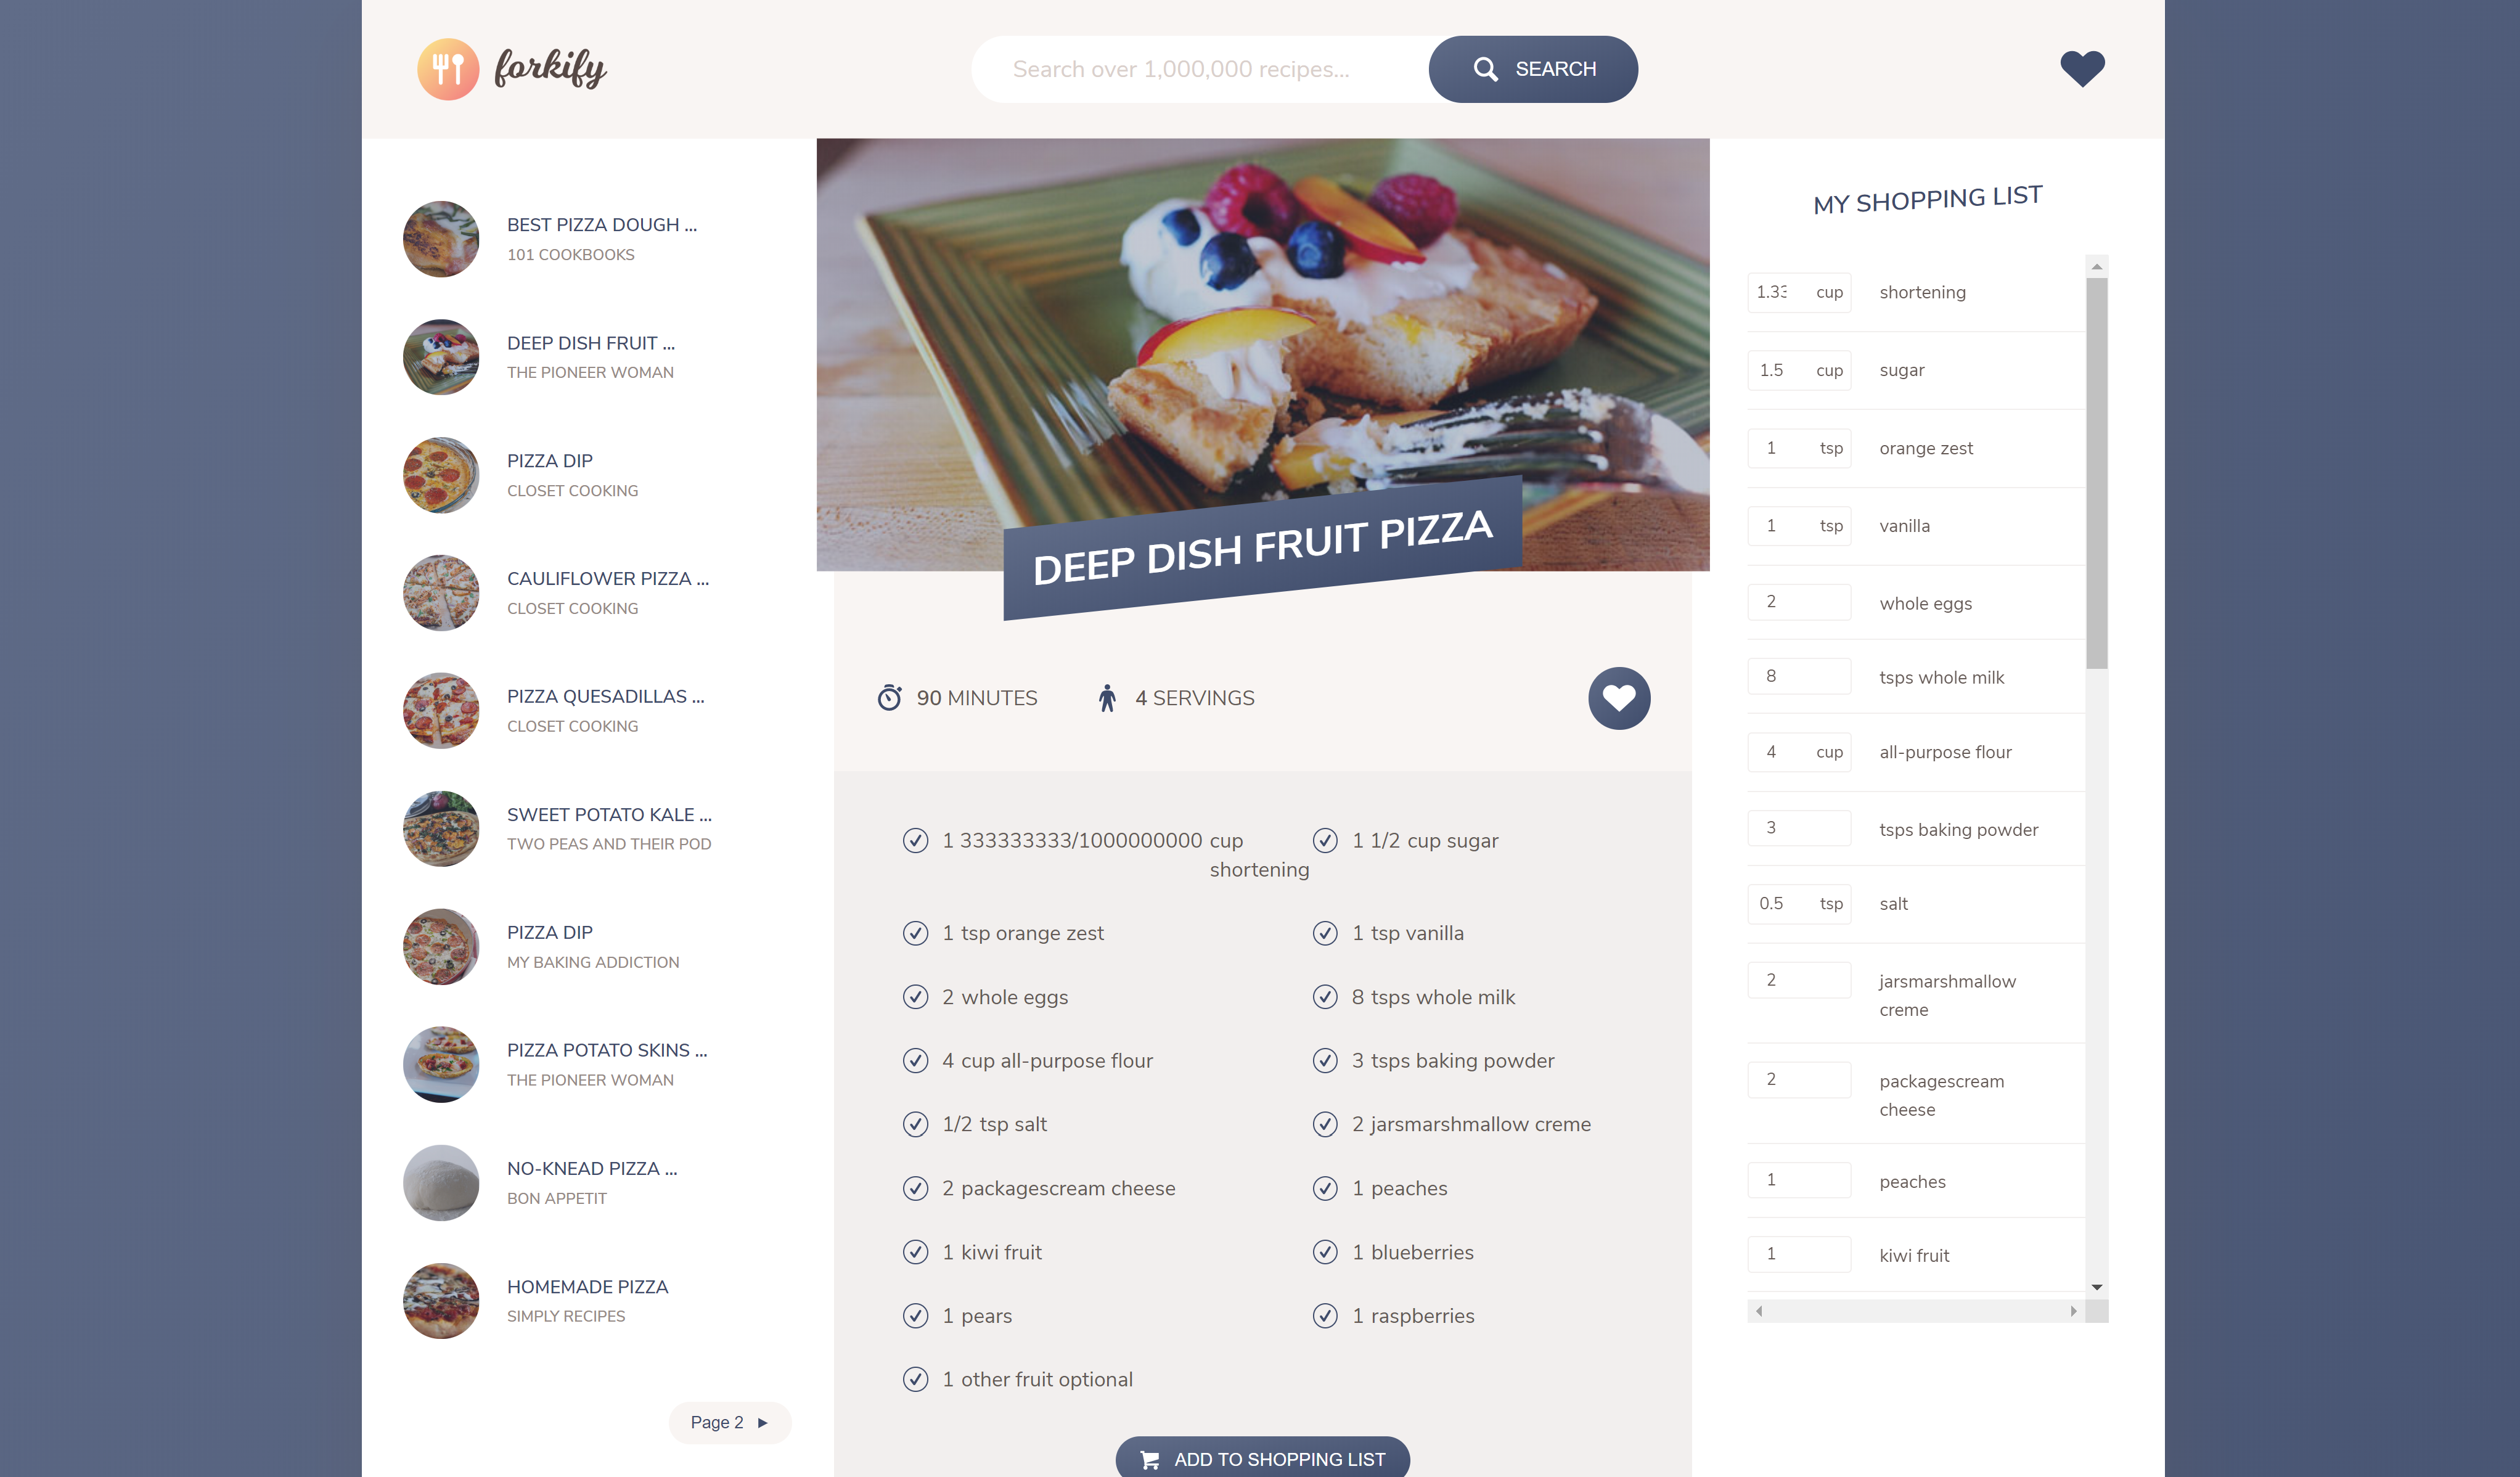 forkify
Search over 1,000,000 recipes...
SEARCH
BEST PIZZA DOUGH ...
101 COOKBOOKS
DEEP DISH FRUIT ...
THE PIONEER WOMAN
PIZZA DIP
CLOSET COOKING
CAULIFLOWER PIZZA ...
CLOSET COOKING
PIZZA QUESADILLAS ...
CLOSET COOKING
SWEET POTATO KALE ...
TWO PEAS AND THEIR POD
PIZZA DIP
MY BAKING ADDICTION
PIZZA POTATO SKINS ...
THE PIONEER WOMAN
NO-KNEAD PIZZA ...
BON APPETIT
HOMEMADE PIZZA
SIMPLY RECIPES
Page 2
DEEP DISH FRUIT PIZZA
90 MINUTES
4 SERVINGS
1 333333333/1000000000 cup
shortening
1 1/2 cup sugar
1 tsp orange zest
1 tsp vanilla
2 whole eggs
8 tsps whole milk
4 cup all-purpose flour
3 tsps baking powder
1/2 tsp salt
2 jarsmarshmallow creme
2 packagescream cheese
1 peaches
1 kiwi fruit
1 blueberries
1 pears
1 raspberries
1 other fruit optional
ADD TO SHOPPING LIST
MY SHOPPING LIST
1.33 cup shortening
1.5 cup sugar
1 tsp orange zest
1 tsp vanilla
2 whole eggs
8 tsps whole milk
4 cup all-purpose flour
3 tsps baking powder
0.5 tsp salt
2 jarsmarshmallow
creme
2 packagescream
cheese
1 peaches
1 kiwi fruit